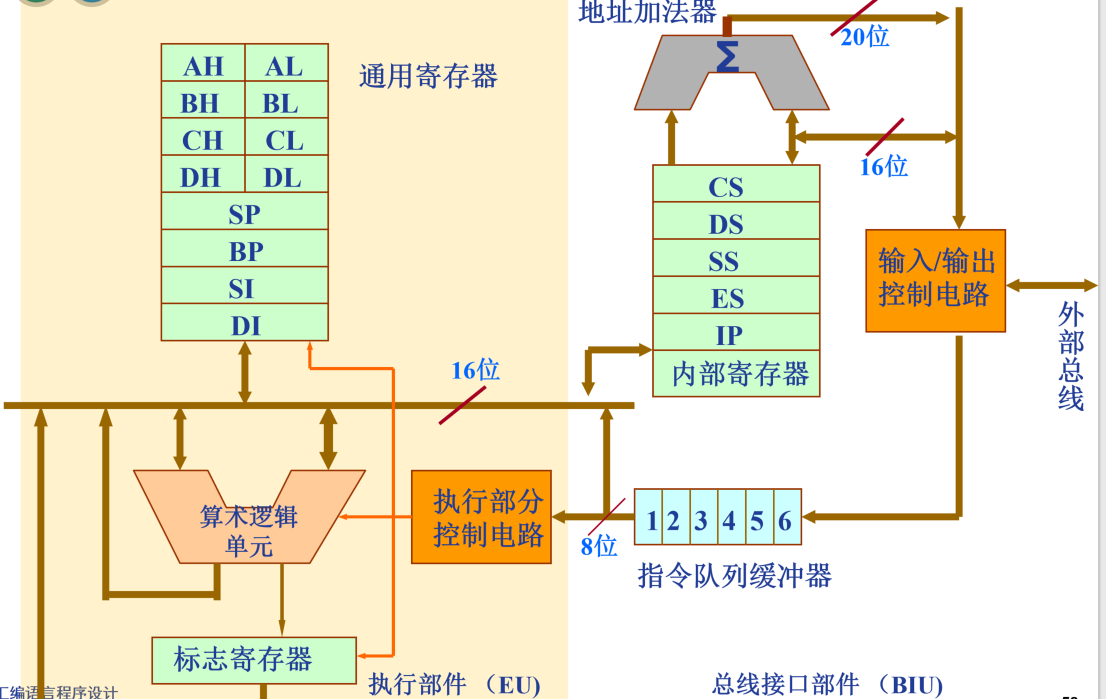 地址加法器
20位
Σ
AH AL
通用寄存器
BH BL
CH CL
DH DL
SP
BP
SI
DI
16位
CS
DS
SS
ES
IP
内部寄存器
输入/输出
控制电路
外部总线
16位
算术逻辑
单元
执行部分
控制电路
8位
1 2 3 4 5 6
指令队列缓冲器
标志寄存器
汇编语言程序设计
执行部件 （EU）
总线接口部件 （BIU）